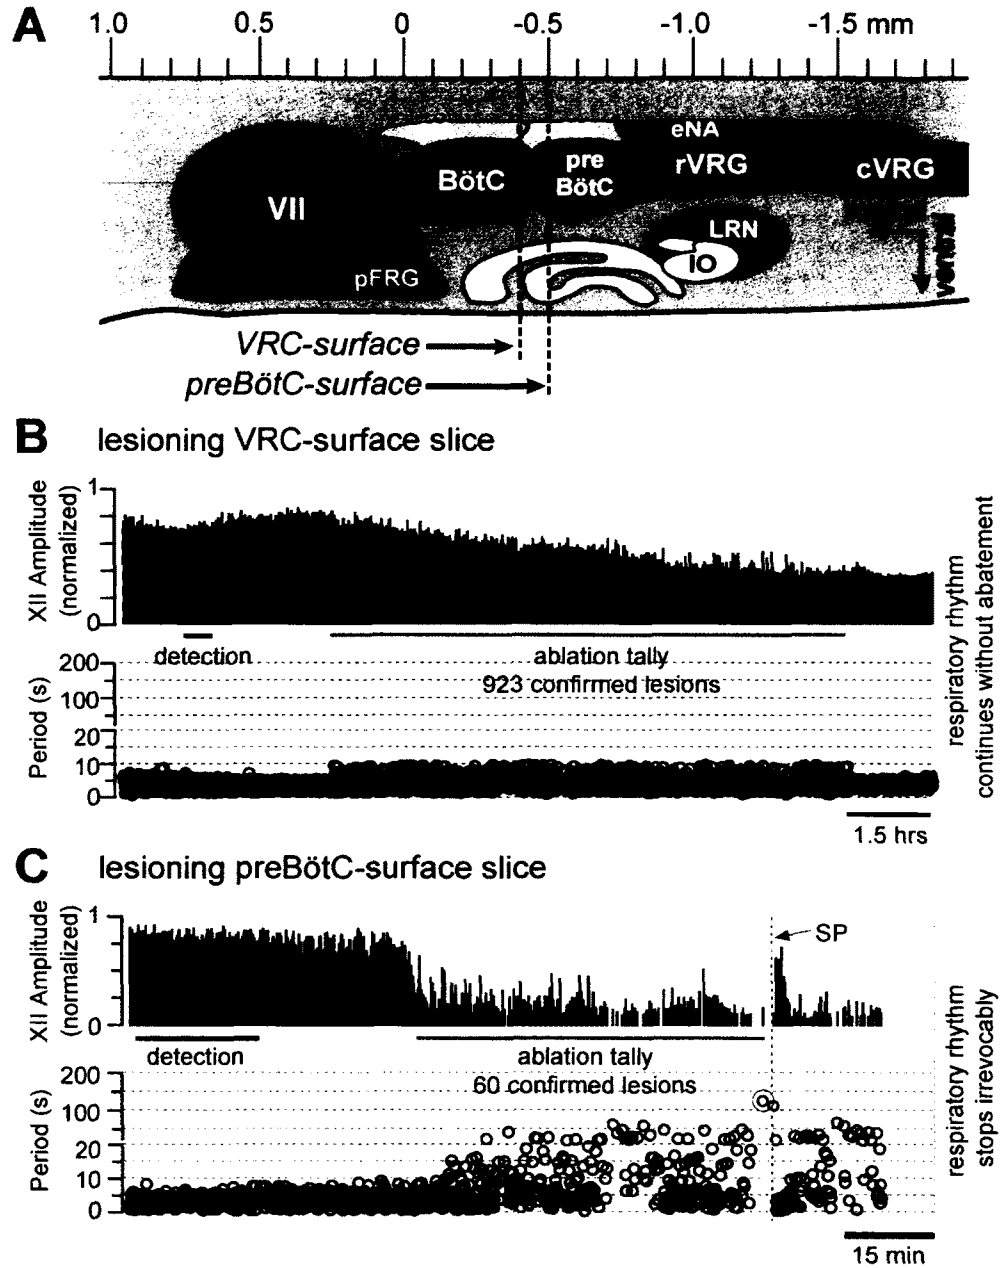 A
1.0 0.5 0 -0.5 -1.0 -1.5 mm
eNA
VII BötC pre BötC rVRG cVRG
LRN
IO
pFRG
ventral
VRC-surface
preBötC-surface
B lesioning VRC-surface slice
XII Amplitude
(normalized)
1
0
detection
ablation tally
923 confirmed lesions
Period (s)
200
100
20
10
0
1.5 hrs
respiratory rhythm
continues without abatement
C lesioning preBötC-surface slice
XII Amplitude
(normalized)
1
0
SP
detection
ablation tally
60 confirmed lesions
Period (s)
200
100
20
10
0
15 min
respiratory rhythm
stops irrevocably